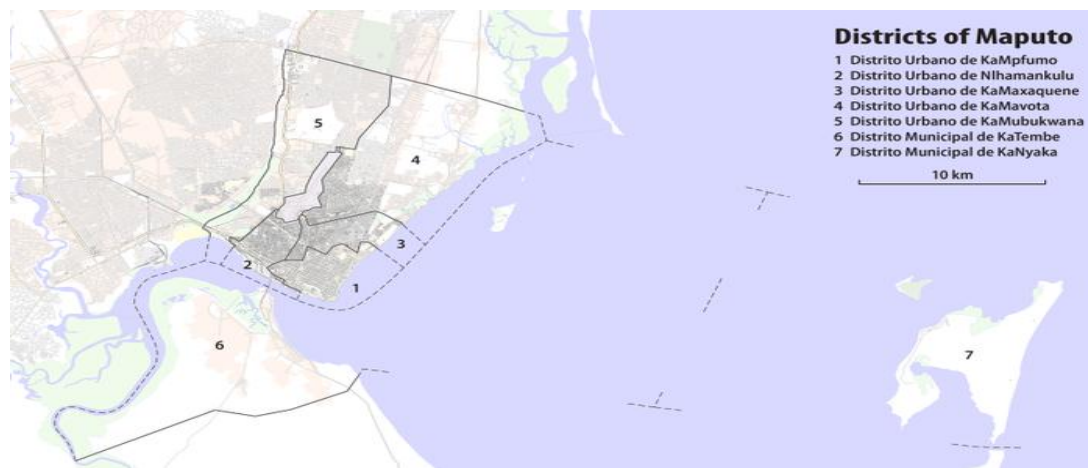 Districts of Maputo
1 Distrito Urbano de KaMpfumo
2 Distrito Urbano de Nlhamankulu
3 Distrito Urbano de KaMaxaquene
4 Distrito Urbano de KaMavota
5 Distrito Urbano de KaMubukwana
6 Distrito Municipal de KaTembe
7 Distrito Municipal de KaNyaka
10 km
5
4
3
2
1
6
7